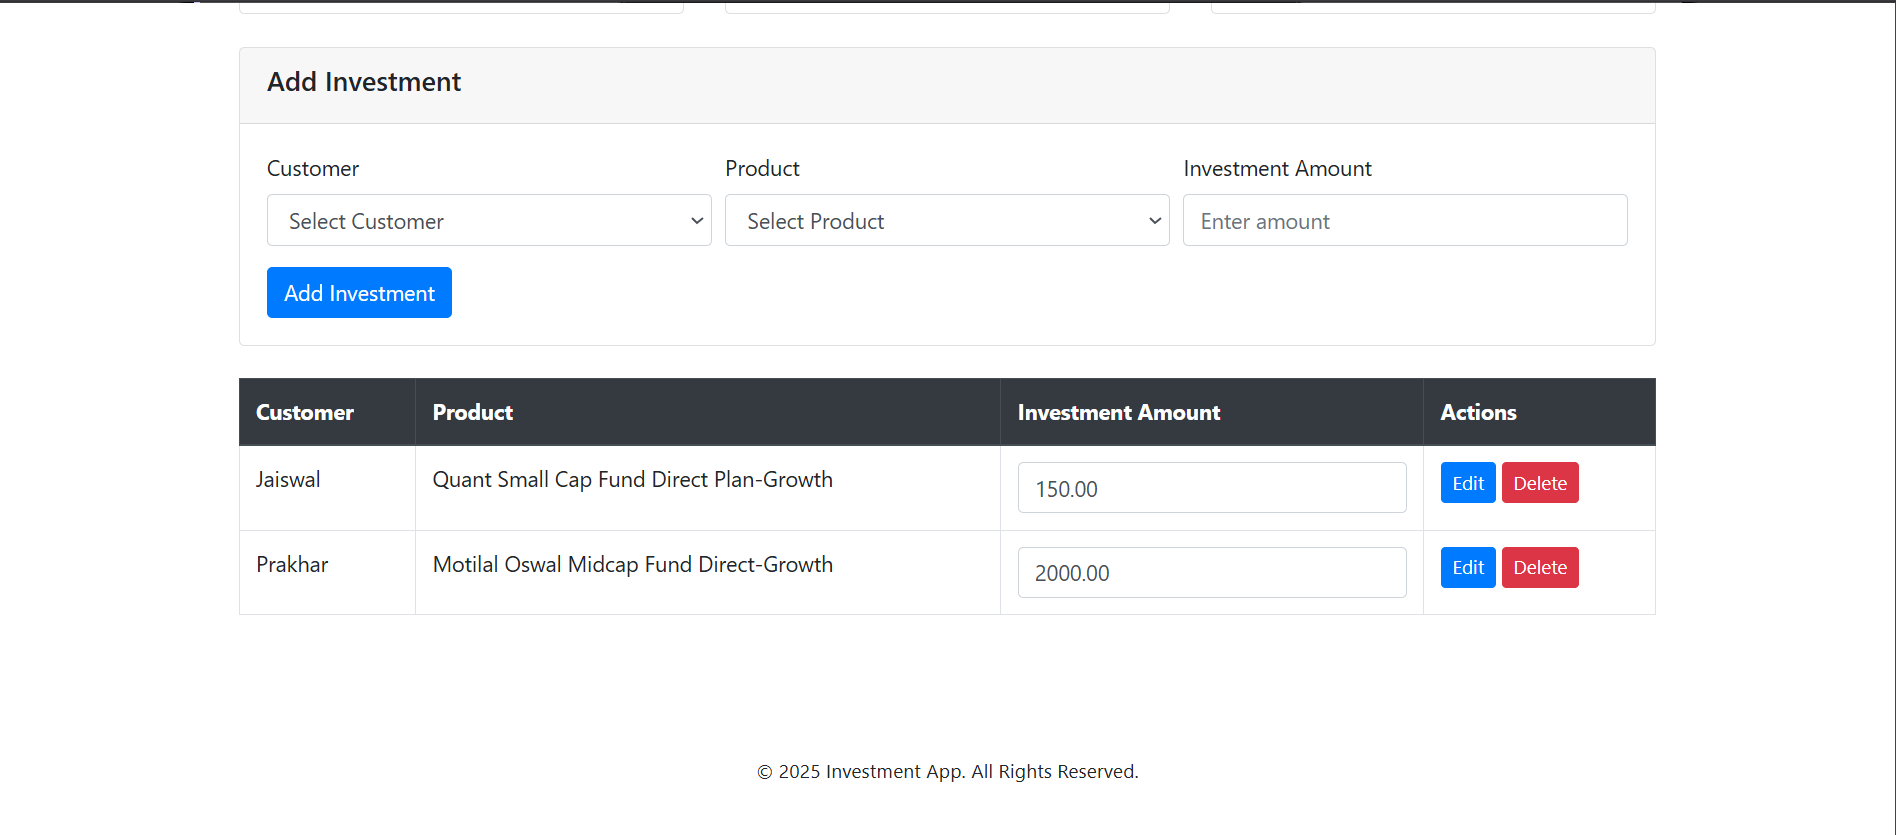 Add Investment
Customer Product Investment Amount
Select Customer Select Product Enter amount
Add Investment
Customer Product Investment Amount Actions
Jaiswal Quant Small Cap Fund Direct Plan-Growth 150.00 Edit Delete
Prakhar Motilal Oswal Midcap Fund Direct-Growth 2000.00 Edit Delete
© 2025 Investment App. All Rights Reserved.